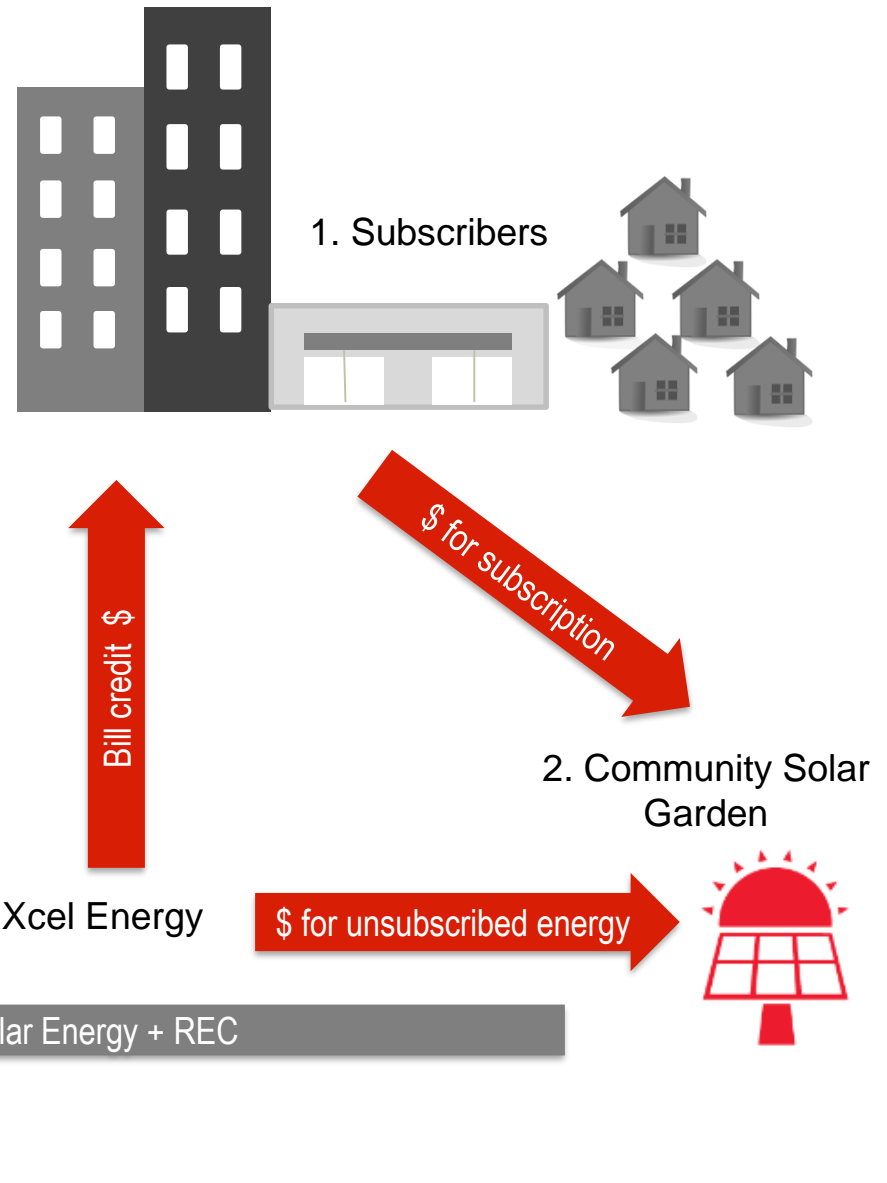 1. Subscribers
$ for subscription
Bill credit $
2. Community Solar
Garden
Xcel Energy
$ for unsubscribed energy
lar Energy + REC